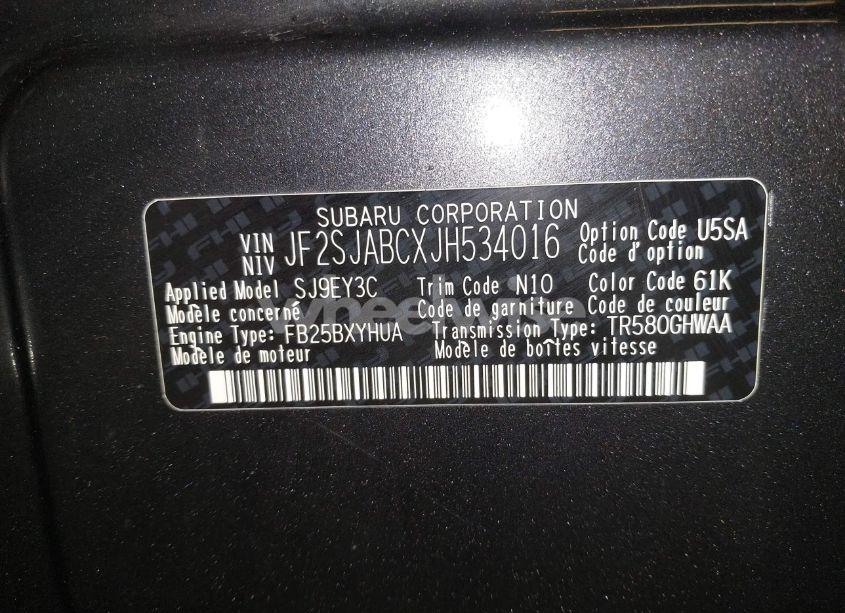 SUBARU CORPORATION
VIN
NIV
JF2SJABCXJH534016
Option Code U5SA
Code d'option
Applied Model SJ9EY3C
Modèle concerné
Trim Code N10
Code de garniture
Color Code 61K
Code de couleur
Engine Type: FB25BXYHUA
Modèle de moteur
Transmission Type: TR580GHWAA
Modèle de boîtes vitesse